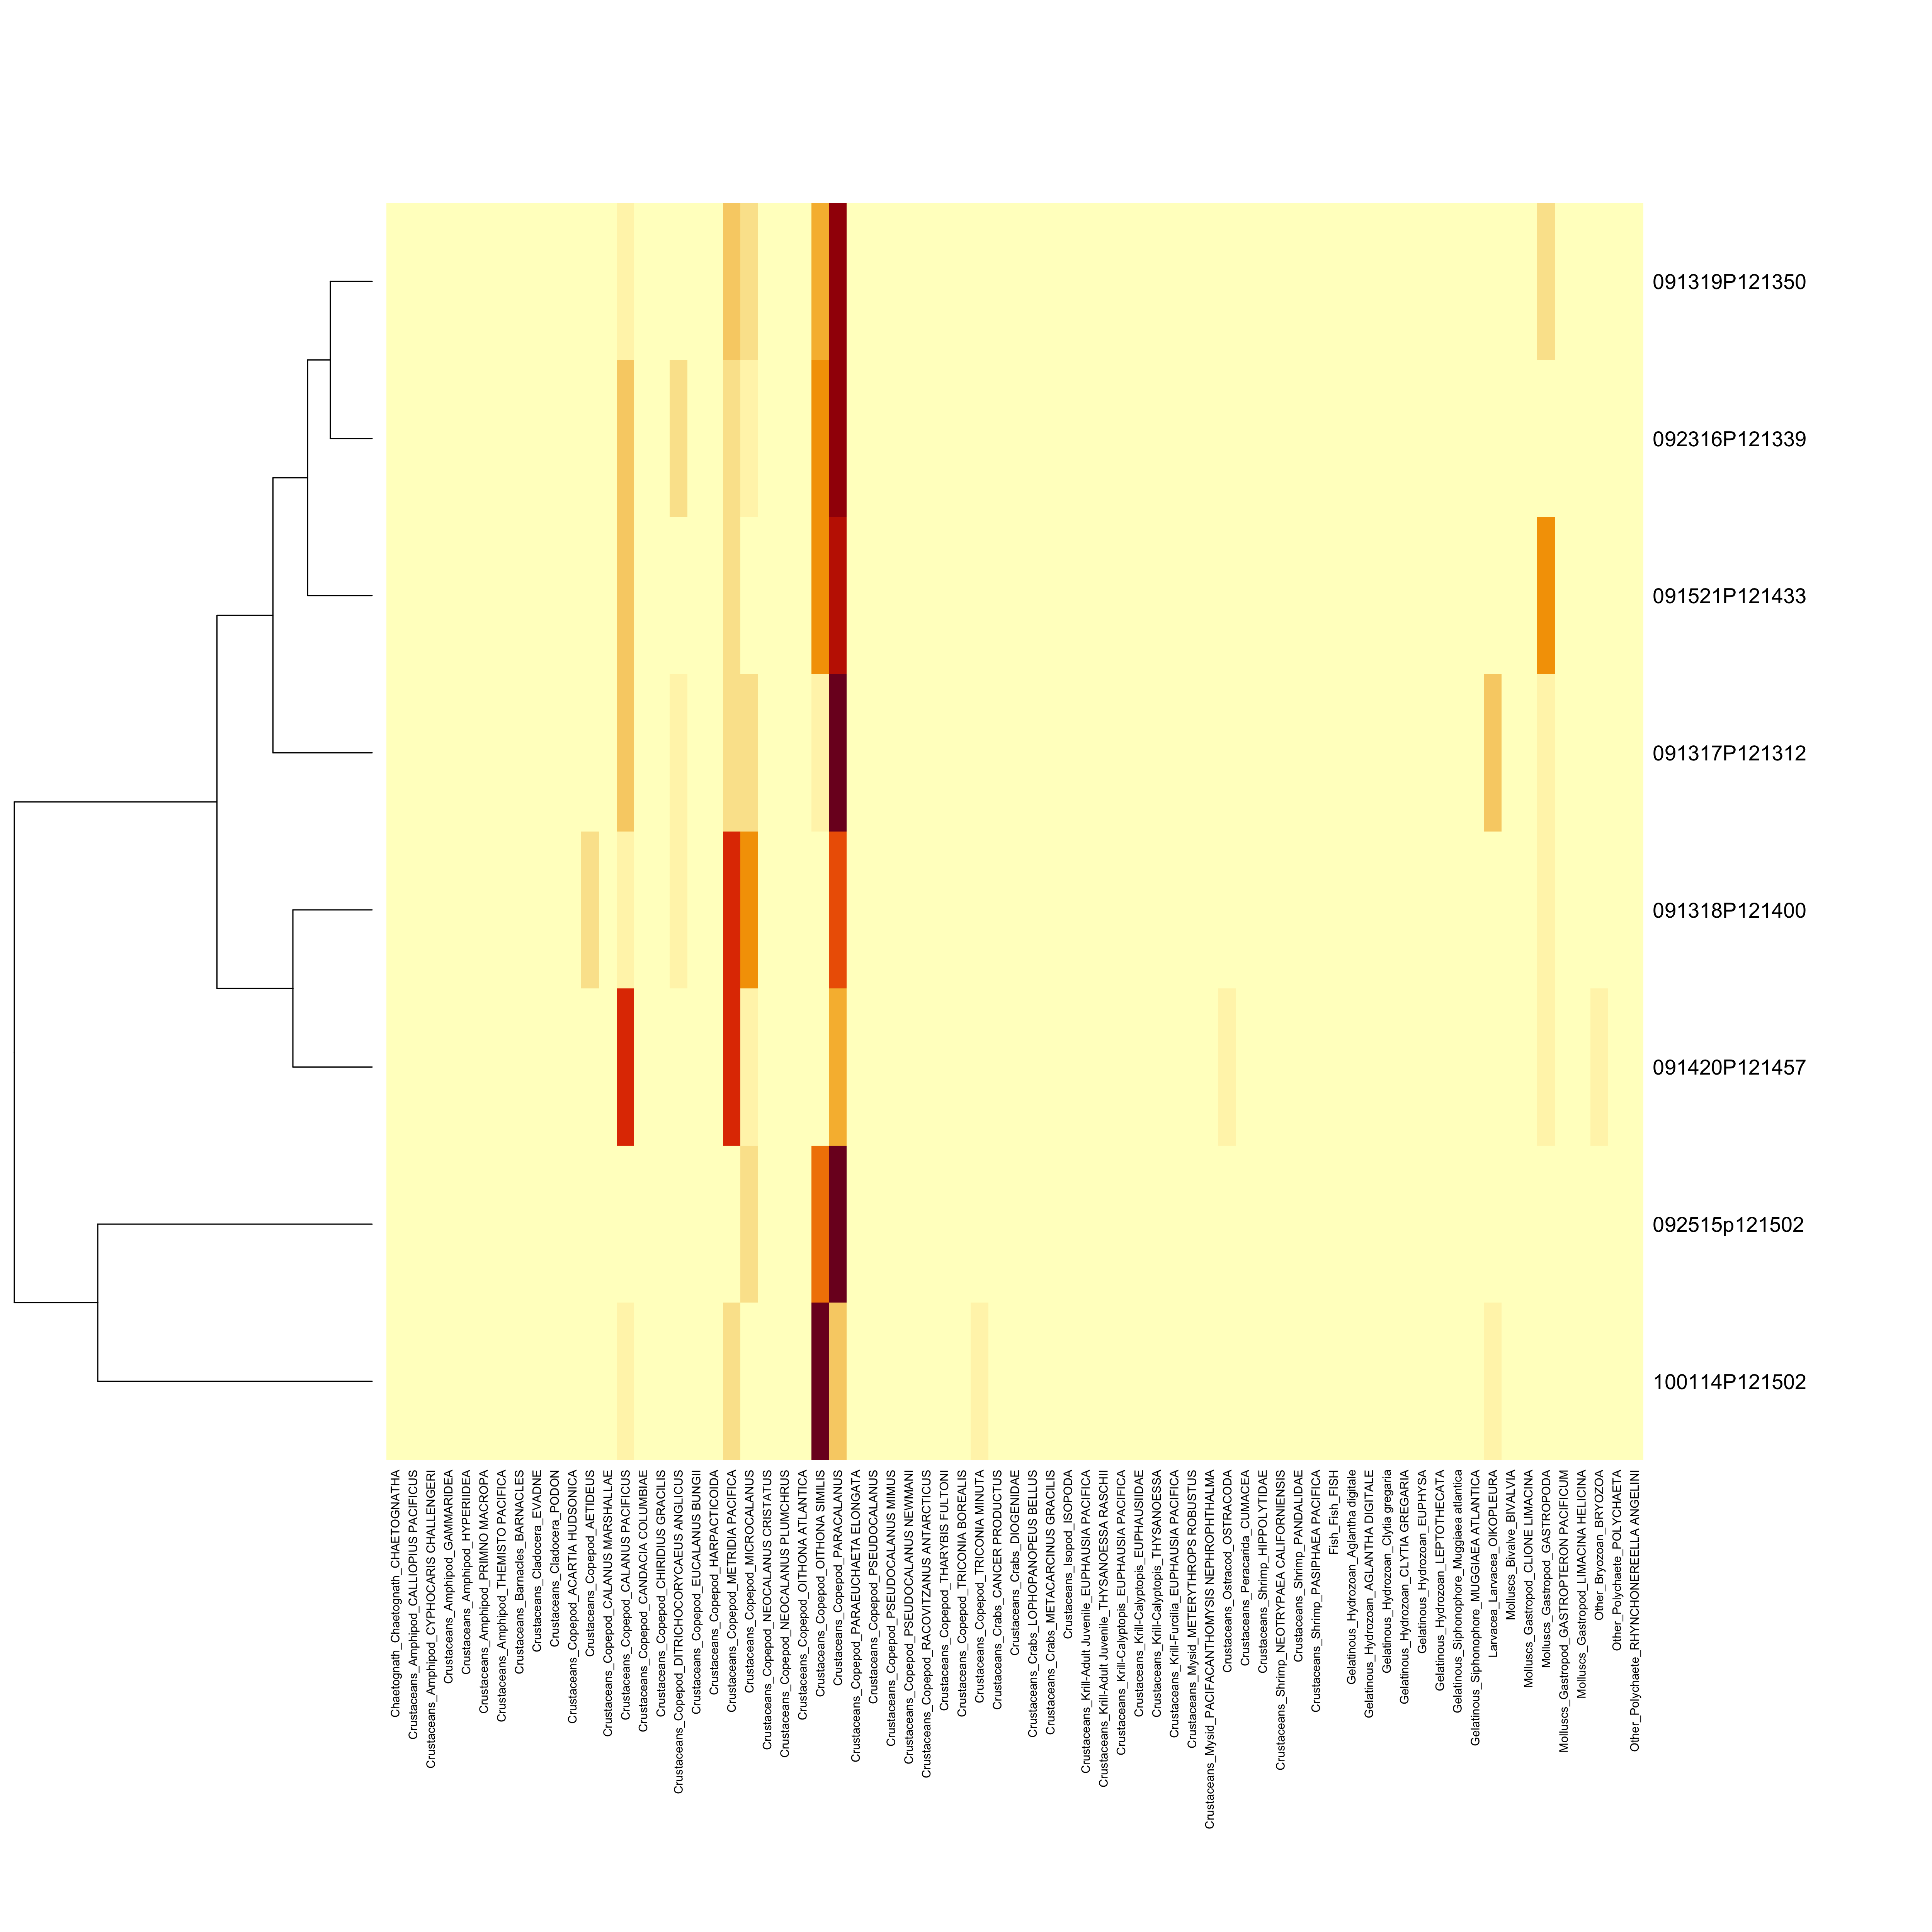 091319P121350
092316P121339
091521P121433
091317P121312
091318P121400
091420P121457
092515p121502
100114P121502
Chaetognath_Chaetognath_CHAETOGNATHA
Crustaceans_Amphipod_CALLIOPIUS PACIFICUS
Crustaceans_Amphipod_CYPHOCARIS CHALLENGERI
Crustaceans_Amphipod_GAMMARIDEA
Crustaceans_Amphipod_HYPERIIDEA
Crustaceans_Amphipod_PRIMNO MACROPA
Crustaceans_Amphipod_THEMISTO PACIFICA
Crustaceans_Barnacles_BARNACLES
Crustaceans_Cladocera_EVADNE
Crustaceans_Cladocera_PODON
Crustaceans_Copepod_ACARTIA HUDSONICA
Crustaceans_Copepod_AETIDEUS
Crustaceans_Copepod_CALANUS MARSHALLAE
Crustaceans_Copepod_CALANUS PACIFICUS
Crustaceans_Copepod_CANDACIA COLUMBIAE
Crustaceans_Copepod_CHIRIDIUS GRACILIS
Crustaceans_Copepod_DITRICHOCORYCAEUS ANGLICUS
Crustaceans_Copepod_EUCALANUS BUNGII
Crustaceans_Copepod_HARPACTICOIDA
Crustaceans_Copepod_METRIDIA PACIFICA
Crustaceans_Copepod_MICROCALANUS
Crustaceans_Copepod_NEOCALANUS CRISTATUS
Crustaceans_Copepod_NEOCALANUS PLUMCHRUS
Crustaceans_Copepod_OITHONA ATLANTICA
Crustaceans_Copepod_OITHONA SIMILIS
Crustaceans_Copepod_PARACALANUS
Crustaceans_Copepod_PARAEUCHAETA ELONGATA
Crustaceans_Copepod_PSEUDOCALANUS
Crustaceans_Copepod_PSEUDOCALANUS MIMUS
Crustaceans_Copepod_PSEUDOCALANUS NEWMANI
Crustaceans_Copepod_RACOVITZANUS ANTARCTICUS
Crustaceans_Copepod_THARYBIS FULTONI
Crustaceans_Copepod_TRICONIA BOREALIS
Crustaceans_Copepod_TRICONIA MINUTA
Crustaceans_Crabs_CANCER PRODUCTUS
Crustaceans_Crabs_DIOGENIDAE
Crustaceans_Crabs_LOPHOPANOPEUS BELLUS
Crustaceans_Crabs_METACARCINUS GRACILIS
Crustaceans_Isopod_ISOPODA
Crustaceans_Krill-Adult Juvenile_EUPHAUSIA PACIFICA
Crustaceans_Krill-Adult Juvenile_THYSANOESSA RASCHII
Crustaceans_Krill-Calyptopis_EUPHAUSIA PACIFICA
Crustaceans_Krill-Calyptopis_EUPHAUSIIDAE
Crustaceans_Krill-Calyptopis_THYSANOESSA
Crustaceans_Krill-Furcilia_EUPHAUSIA PACIFICA
Crustaceans_Mysid_METERYTHROPS ROBUSTUS
Crustaceans_Mysid_PACIFACANTHOMYSIS NEPHROPHTHALMA
Crustaceans_Ostracod_OSTRACODA
Crustaceans_Peracarida_CUMACEA
Crustaceans_Shrimp_HIPPOLYTIDAE
Crustaceans_Shrimp_NEOTRYPAEA CALIFORNIENSIS
Crustaceans_Shrimp_PANDALIDAE
Crustaceans_Shrimp_PASIPHAEA PACIFICA
Fish_Fish_FISH
Gelatinous_Hydrozoan_Aglantha digitale
Gelatinous_Hydrozoan_AGLANTHA DIGITALE
Gelatinous_Hydrozoan_Clytia gregaria
Gelatinous_Hydrozoan_CLYTIA GREGARIA
Gelatinous_Hydrozoan_EUPHYSA
Gelatinous_Hydrozoan_LEPTOTHECATA
Gelatinous_Siphonophore_Muggiaea atlantica
Gelatinous_Siphonophore_MUGGIAEA ATLANTICA
Larvacea_Larvacea_OIKOPLEURA
Molluscs_Bivalve_BIVALVIA
Molluscs_Gastropod_CLIONE LIMACINA
Molluscs_Gastropod_GASTROPODA
Molluscs_Gastropod_GASTROPTERON PACIFICUM
Molluscs_Gastropod_LIMACINA HELICINA
Other_Bryozoan_BRYOZOA
Other_Polychaete_POLYCHAETA
Other_Polychaete_RHYNCHONEREELLA ANGELINI